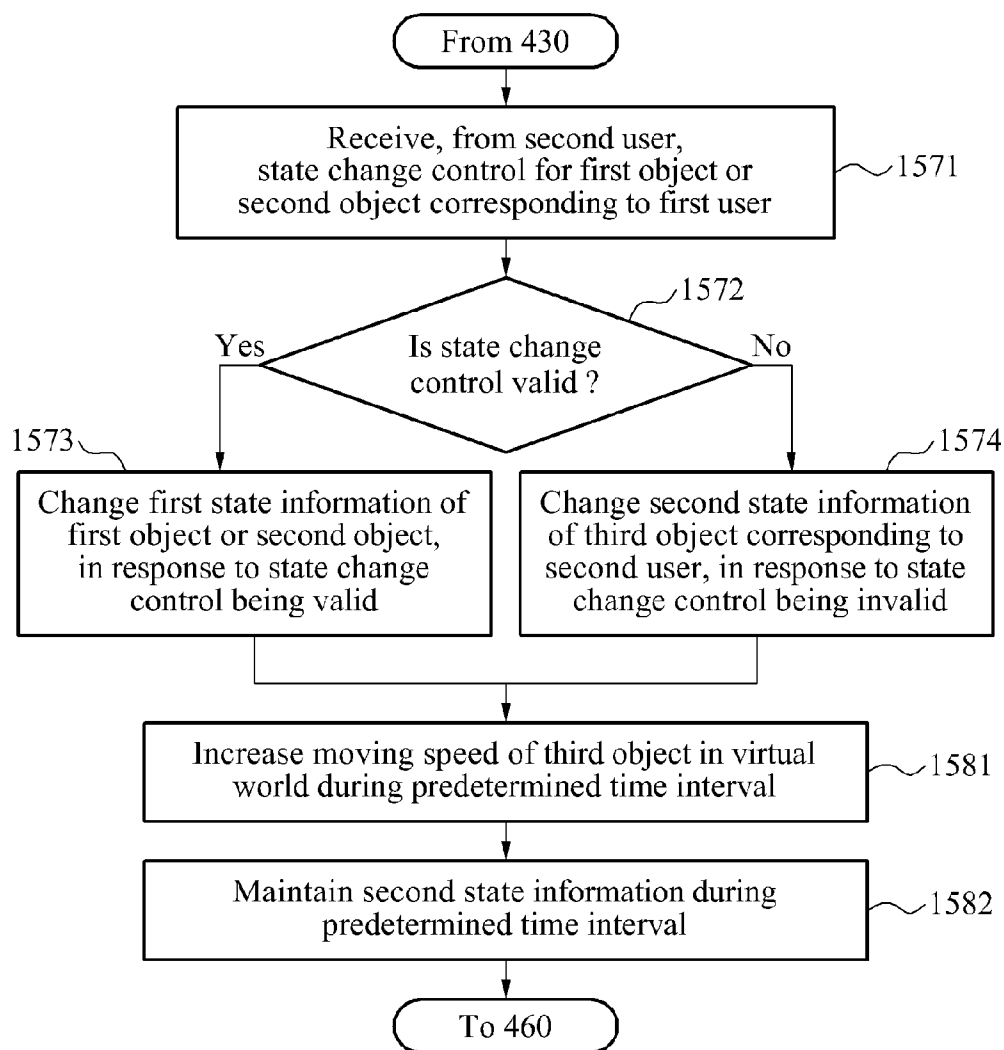 From 430
Receive, from second user,
state change control for first object or
second object corresponding to first user
1571
1572
Yes
Is state change
control valid ?
No
1573
1574
Change first state information of
first object or second object,
in response to state change
control being valid
Change second state information
of third object corresponding to
second user, in response to state
change control being invalid
Increase moving speed of third object in virtual
world during predetermined time interval
1581
Maintain second state information during
predetermined time interval
1582
To 460